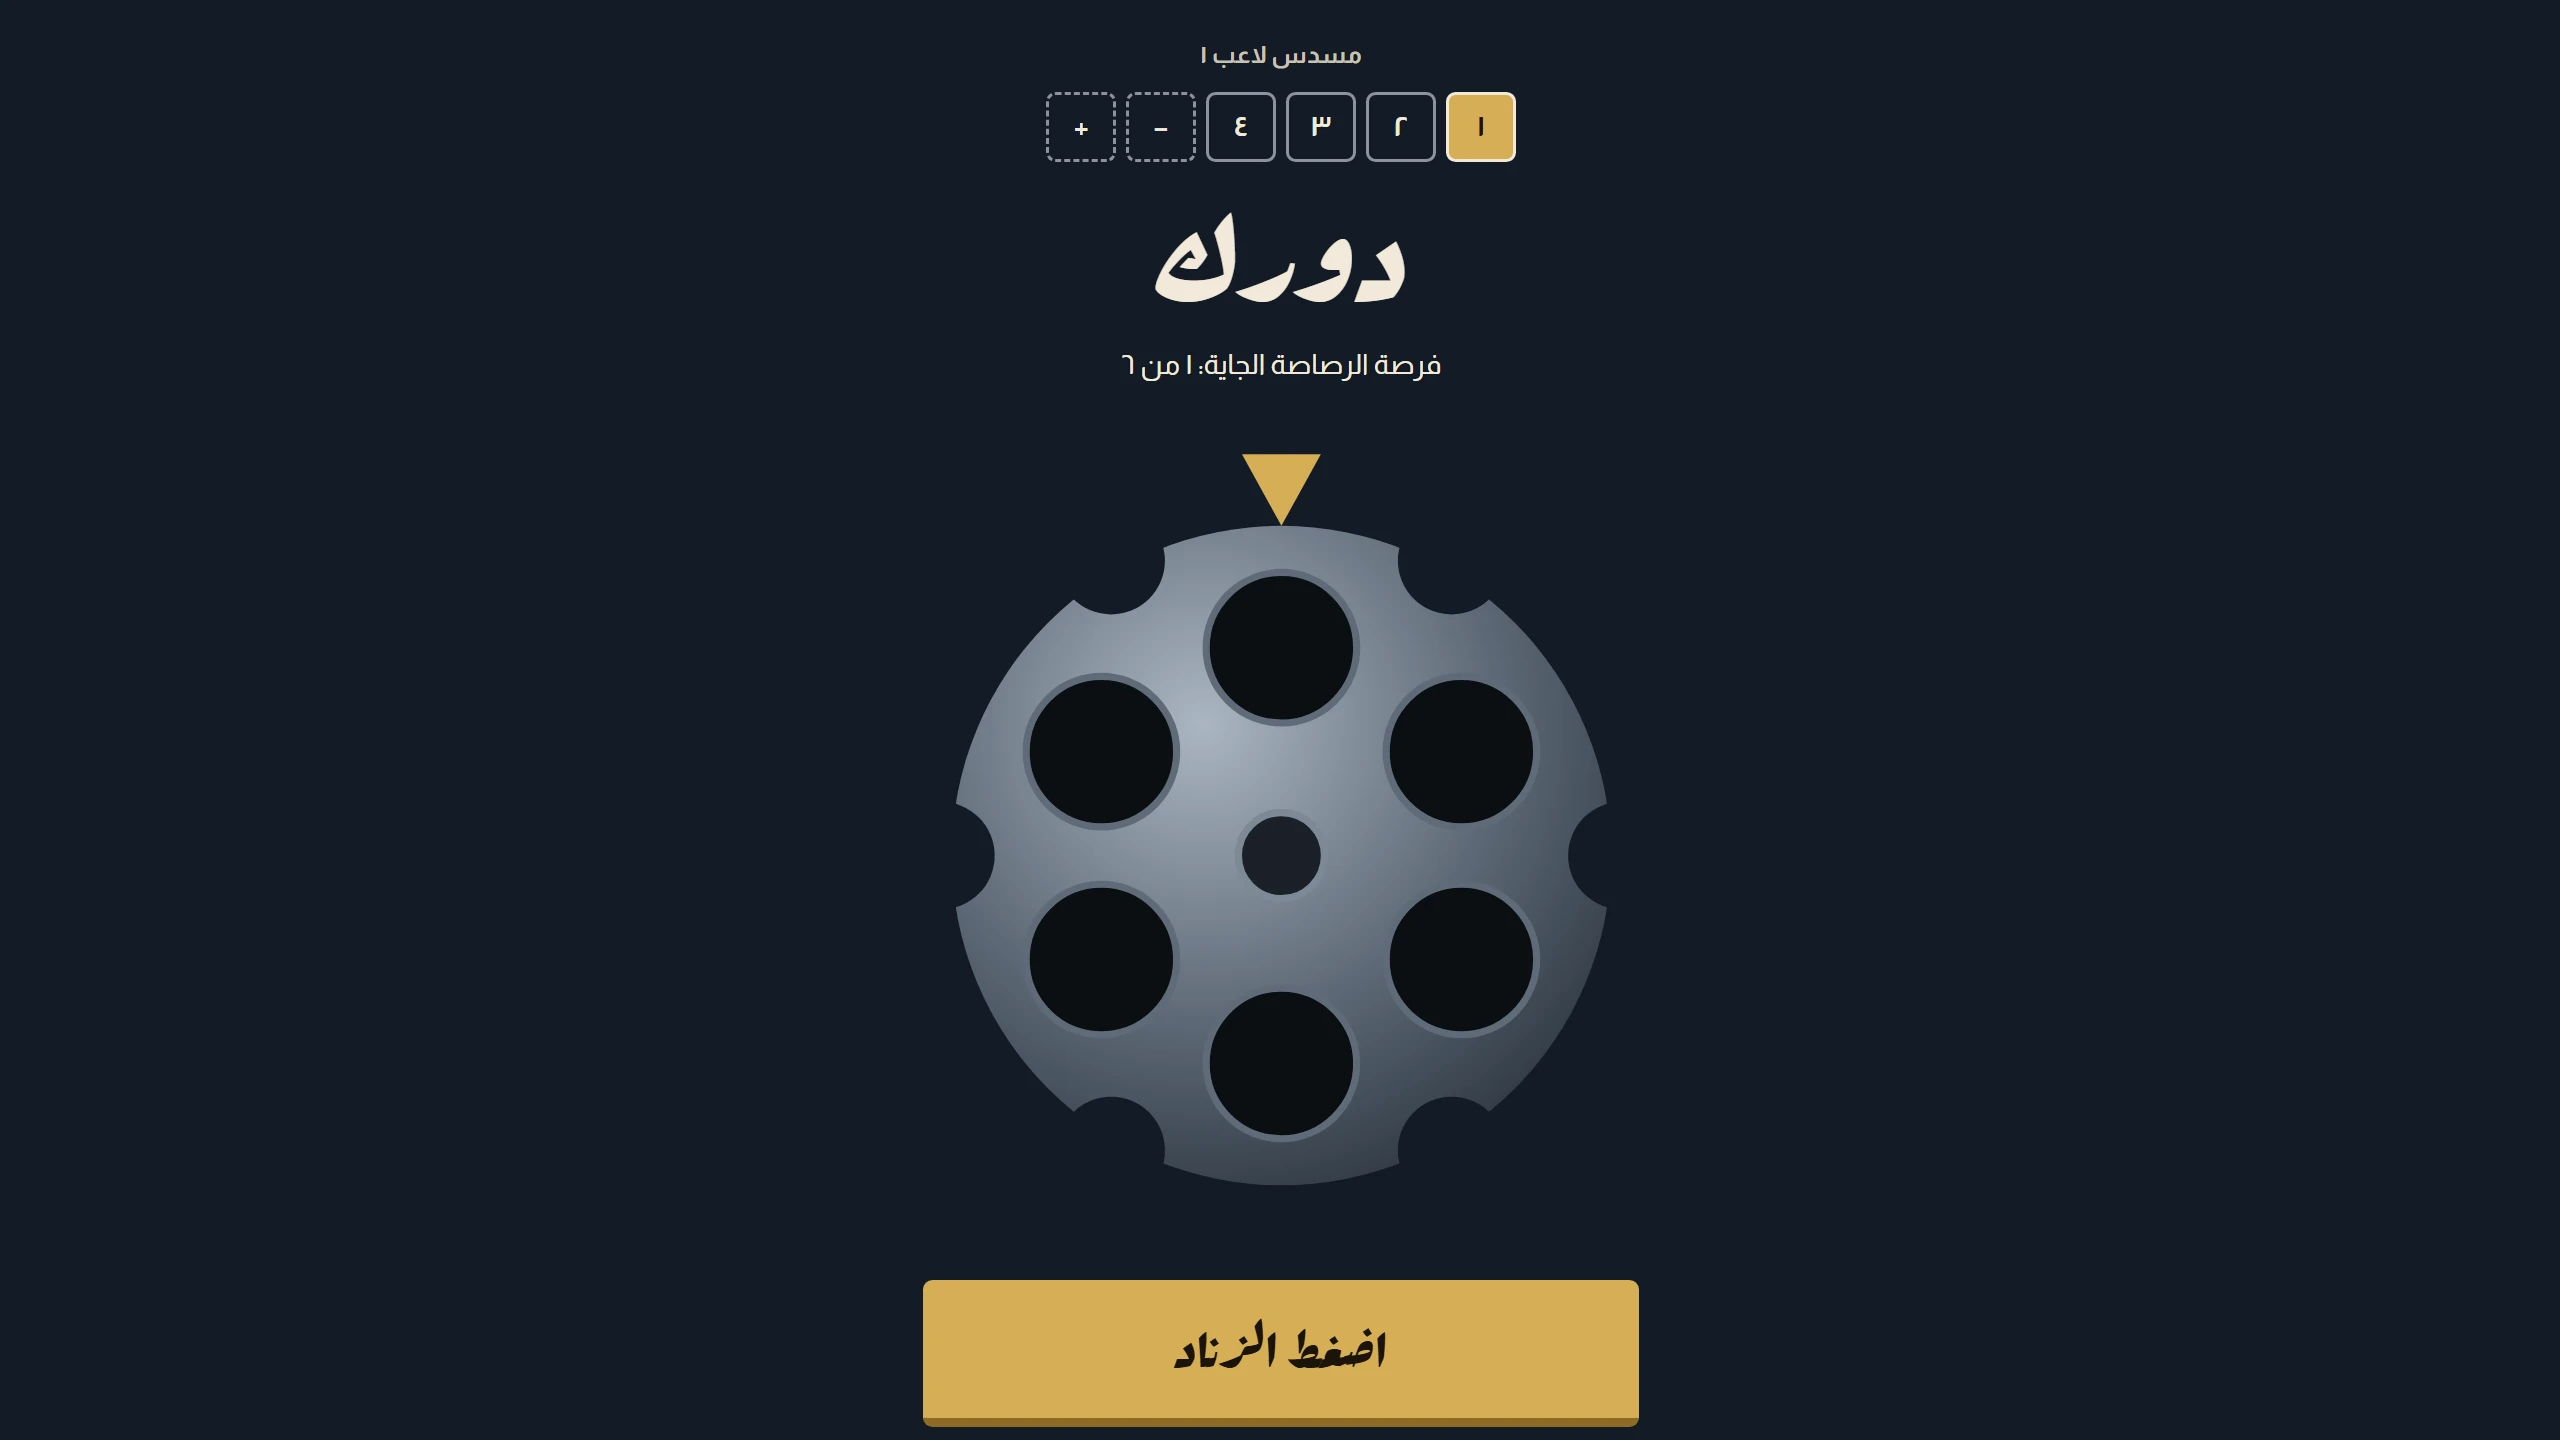 مسدس لاعب ١
١ ٢ ٣ ٤ − +
دورك
فرصة الرصاصة الجاية: ١ من ٦
اضغط الزناد